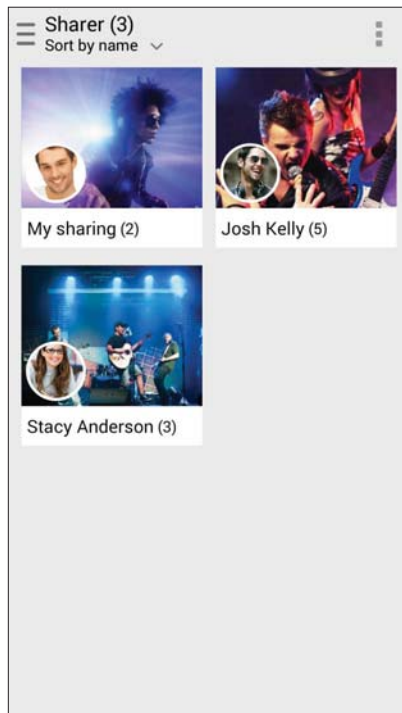 Sharer (3)
Sort by name
My sharing (2)
Josh Kelly (5)
Stacy Anderson (3)